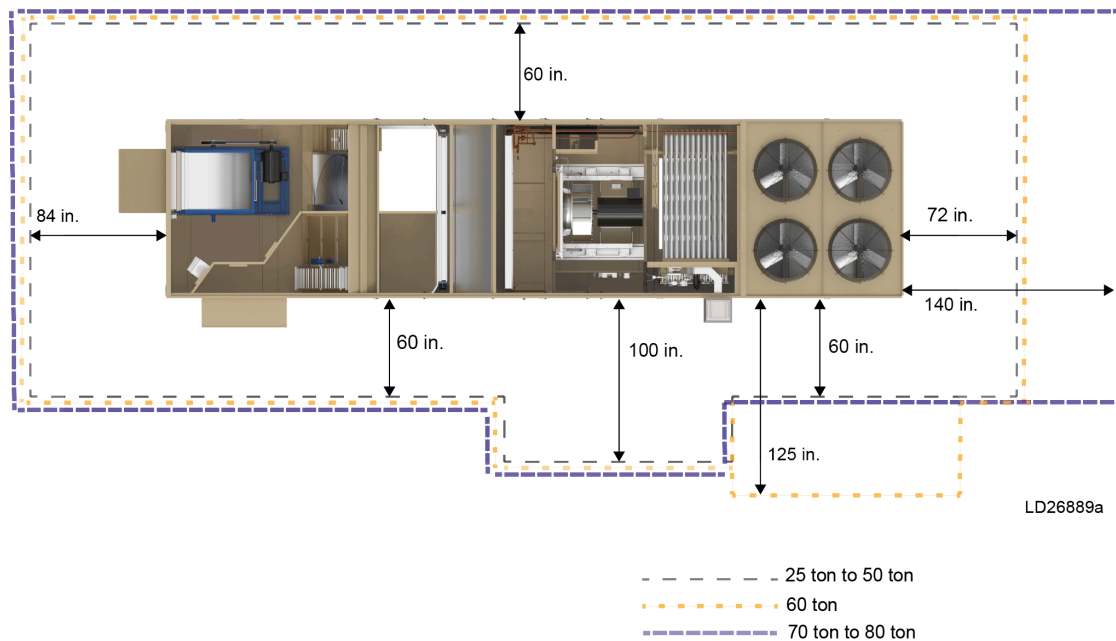 60 in.
84 in.
72 in.
140 in.
60 in.
100 in.
60 in.
125 in.
LD26889a
25 ton to 50 ton
60 ton
70 ton to 80 ton